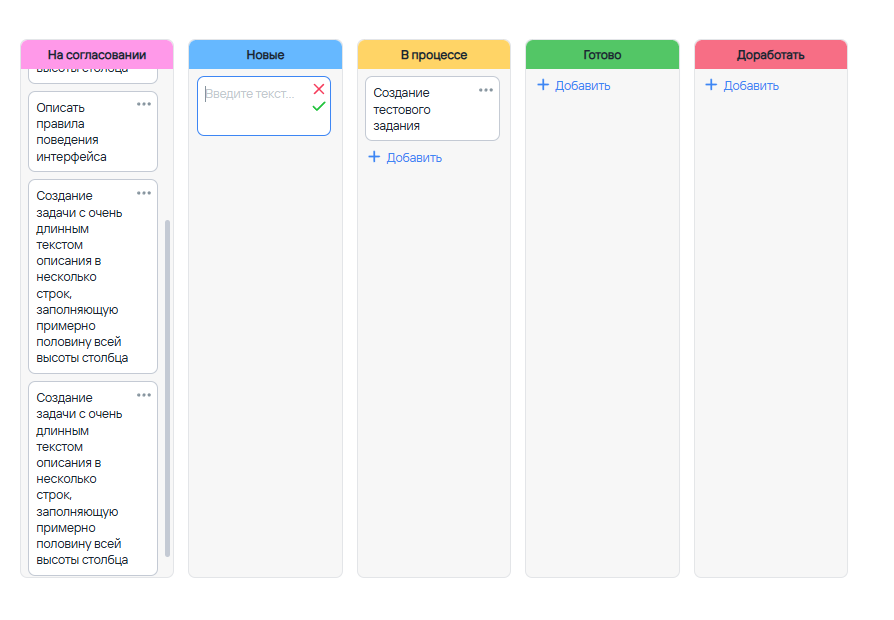 На согласовании
высоты столбца
Описать
правила
поведения
интерфейса
Создание
задачи с очень
длинным
текстом
описания в
несколько
строк,
заполняющую
примерно
половину всей
высоты столбца
Создание
задачи с очень
длинным
текстом
описания в
несколько
строк,
заполняющую
примерно
половину всей
высоты столбца
Новые
Введите текст...
В процессе
Создание
тестового
задания
Добавить
Готово
Добавить
Доработать
Добавить